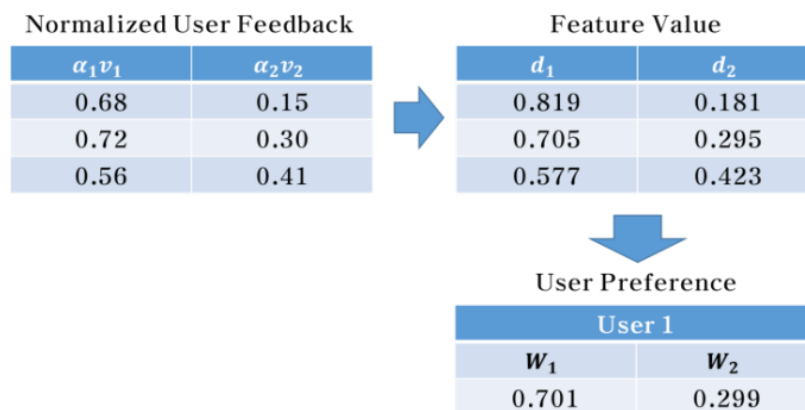 Normalized User Feedback
α₁v₁ α₂v₂
0.68 0.15
0.72 0.30
0.56 0.41
Feature Value
d₁ d₂
0.819 0.181
0.705 0.295
0.577 0.423
User Preference
User 1
W₁ W₂
0.701 0.299